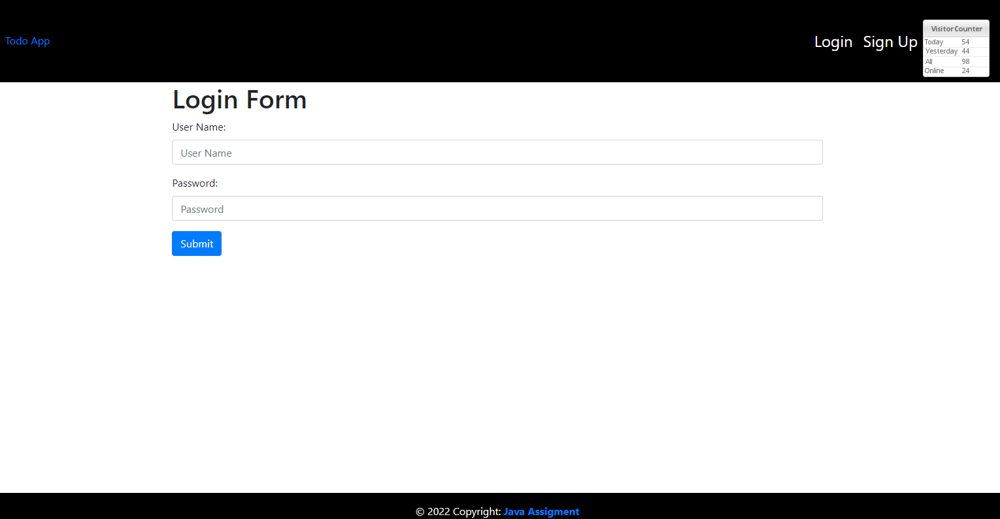 Todo App
Login Sign Up
Visitor Counter
Today 54
Yesterday 44
All 98
Online 24
Login Form
User Name:
User Name
Password:
Password
Submit
© 2022 Copyright: Java Assigment